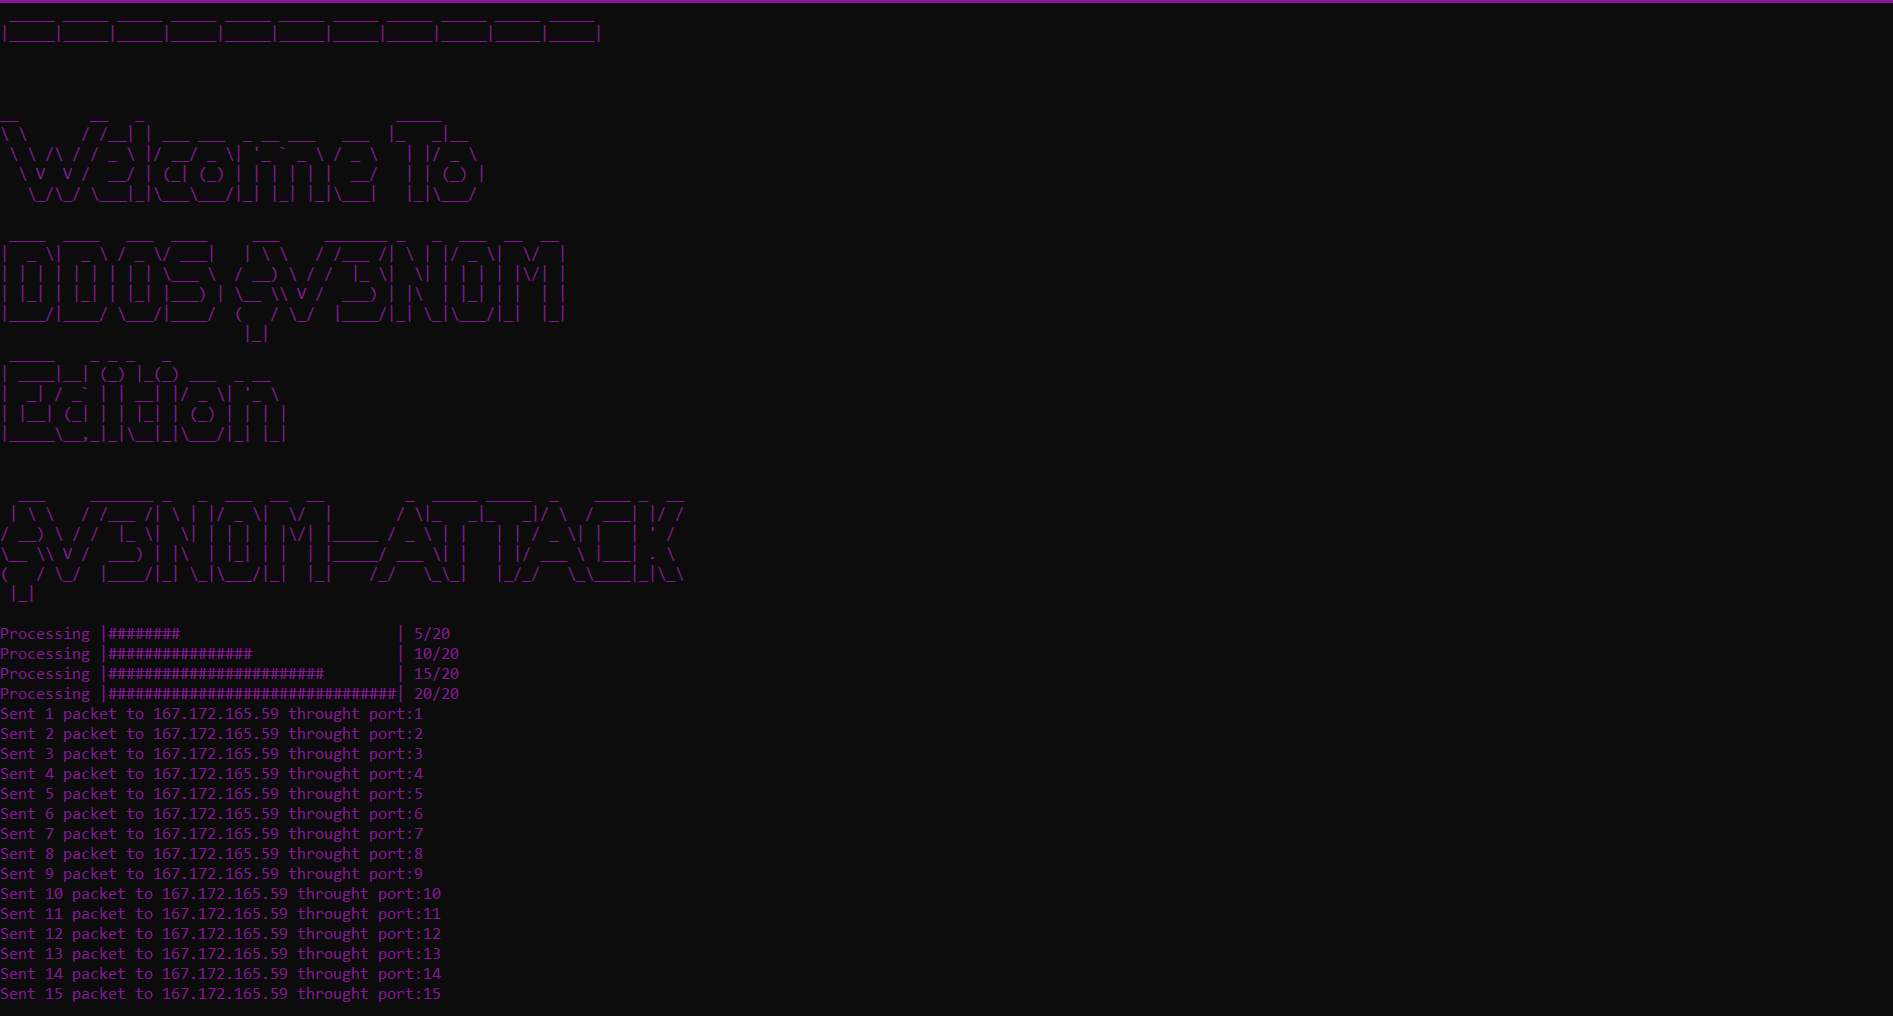 Welcome To
DDOS $VENOM
Edition
$VENOM-ATTACK
Processing |######## | 5/20
Processing |################ | 10/20
Processing |######################## | 15/20
Processing |################################| 20/20
Sent 1 packet to 167.172.165.59 throught port:1
Sent 2 packet to 167.172.165.59 throught port:2
Sent 3 packet to 167.172.165.59 throught port:3
Sent 4 packet to 167.172.165.59 throught port:4
Sent 5 packet to 167.172.165.59 throught port:5
Sent 6 packet to 167.172.165.59 throught port:6
Sent 7 packet to 167.172.165.59 throught port:7
Sent 8 packet to 167.172.165.59 throught port:8
Sent 9 packet to 167.172.165.59 throught port:9
Sent 10 packet to 167.172.165.59 throught port:10
Sent 11 packet to 167.172.165.59 throught port:11
Sent 12 packet to 167.172.165.59 throught port:12
Sent 13 packet to 167.172.165.59 throught port:13
Sent 14 packet to 167.172.165.59 throught port:14
Sent 15 packet to 167.172.165.59 throught port:15